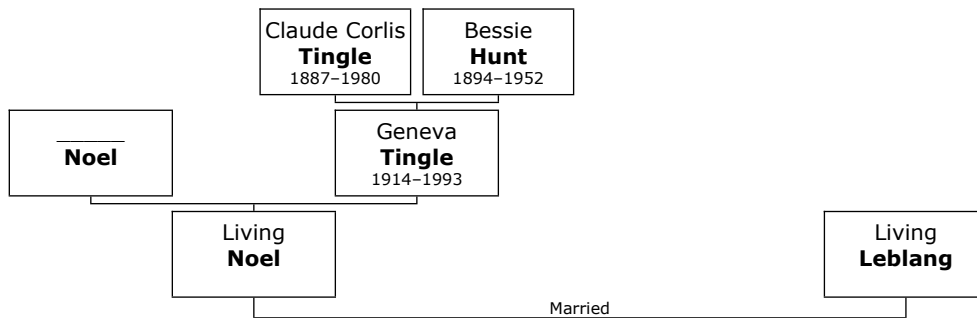 Claude Corlis
Tingle
1887–1980
Bessie
Hunt
1894–1952
Noel
Geneva
Tingle
1914–1993
Living
Noel
Living
Leblang
Married